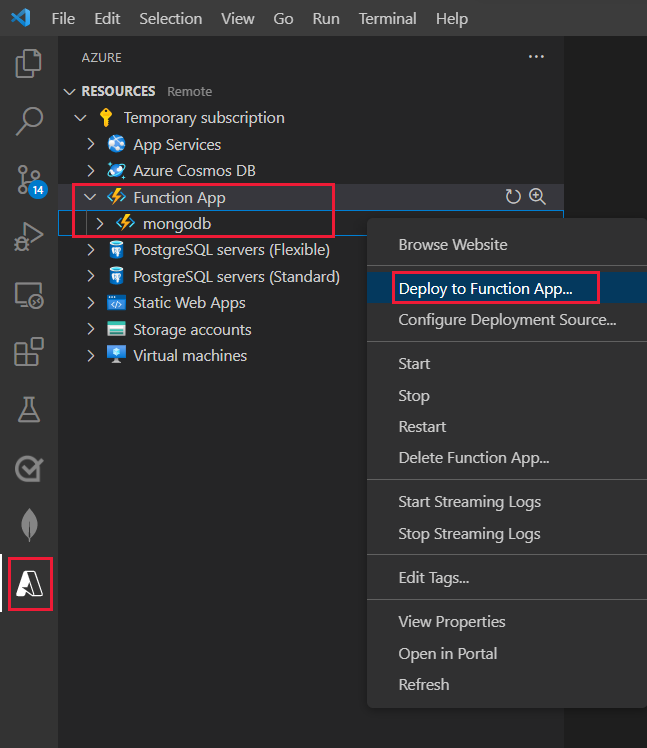 File Edit Selection View Go Run Terminal Help
AZURE
RESOURCES Remote
Temporary subscription
App Services
Azure Cosmos DB
Function App
mongodb
PostgreSQL servers (Flexible)
PostgreSQL servers (Standard)
Static Web Apps
Storage accounts
Virtual machines
14
Browse Website
Deploy to Function App...
Configure Deployment Source...
Start
Stop
Restart
Delete Function App...
Start Streaming Logs
Stop Streaming Logs
Edit Tags...
View Properties
Open in Portal
Refresh